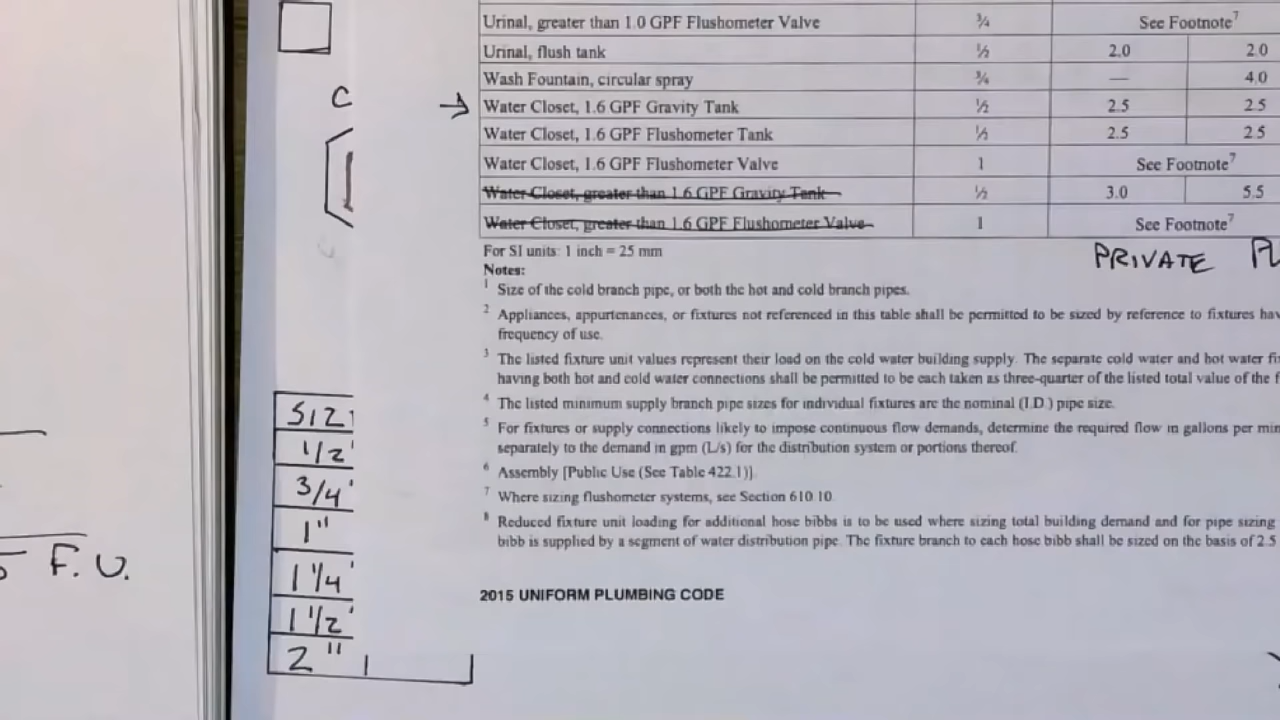 Urinal, greater than 1.0 GPF Flushometer Valve ¾ See Footnote7
Urinal, flush tank ½ 2.0 2.0
Wash Fountain, circular spray ¾ — 4.0
C
→ Water Closet, 1.6 GPF Gravity Tank ½ 2.5 2.5
Water Closet, 1.6 GPF Flushometer Tank ½ 2.5 2.5
Water Closet, 1.6 GPF Flushometer Valve 1 See Footnote7
Water Closet, greater than 1.6 GPF Gravity Tank ½ 3.0 5.5
Water Closet, greater than 1.6 GPF Flushometer Valve 1 See Footnote7
For SI units: 1 inch = 25 mm
PRIVATE
Notes:
1 Size of the cold branch pipe, or both the hot and cold branch pipes.
2 Appliances, appurtenances, or fixtures not referenced in this table shall be permitted to be sized by reference to fixtures hav
frequency of use.
3 The listed fixture unit values represent their load on the cold water building supply. The separate cold water and hot water fi
having both hot and cold water connections shall be permitted to be each taken as three-quarter of the listed total value of the f
4 The listed minimum supply branch pipe sizes for individual fixtures are the nominal (I.D.) pipe size.
5 For fixtures or supply connections likely to impose continuous flow demands, determine the required flow in gallons per min
separately to the demand in gpm (L/s) for the distribution system or portions thereof.
6 Assembly [Public Use (See Table 422.1)].
7 Where sizing flushometer systems, see Section 610.10.
8 Reduced fixture unit loading for additional hose bibbs is to be used where sizing total building demand and for pipe sizing
bibb is supplied by a segment of water distribution pipe. The fixture branch to each hose bibb shall be sized on the basis of 2.5
2015 UNIFORM PLUMBING CODE
SIZ
1/2'
3/4'
1"
1 1/4'
1 1/2'
2"
F.U.